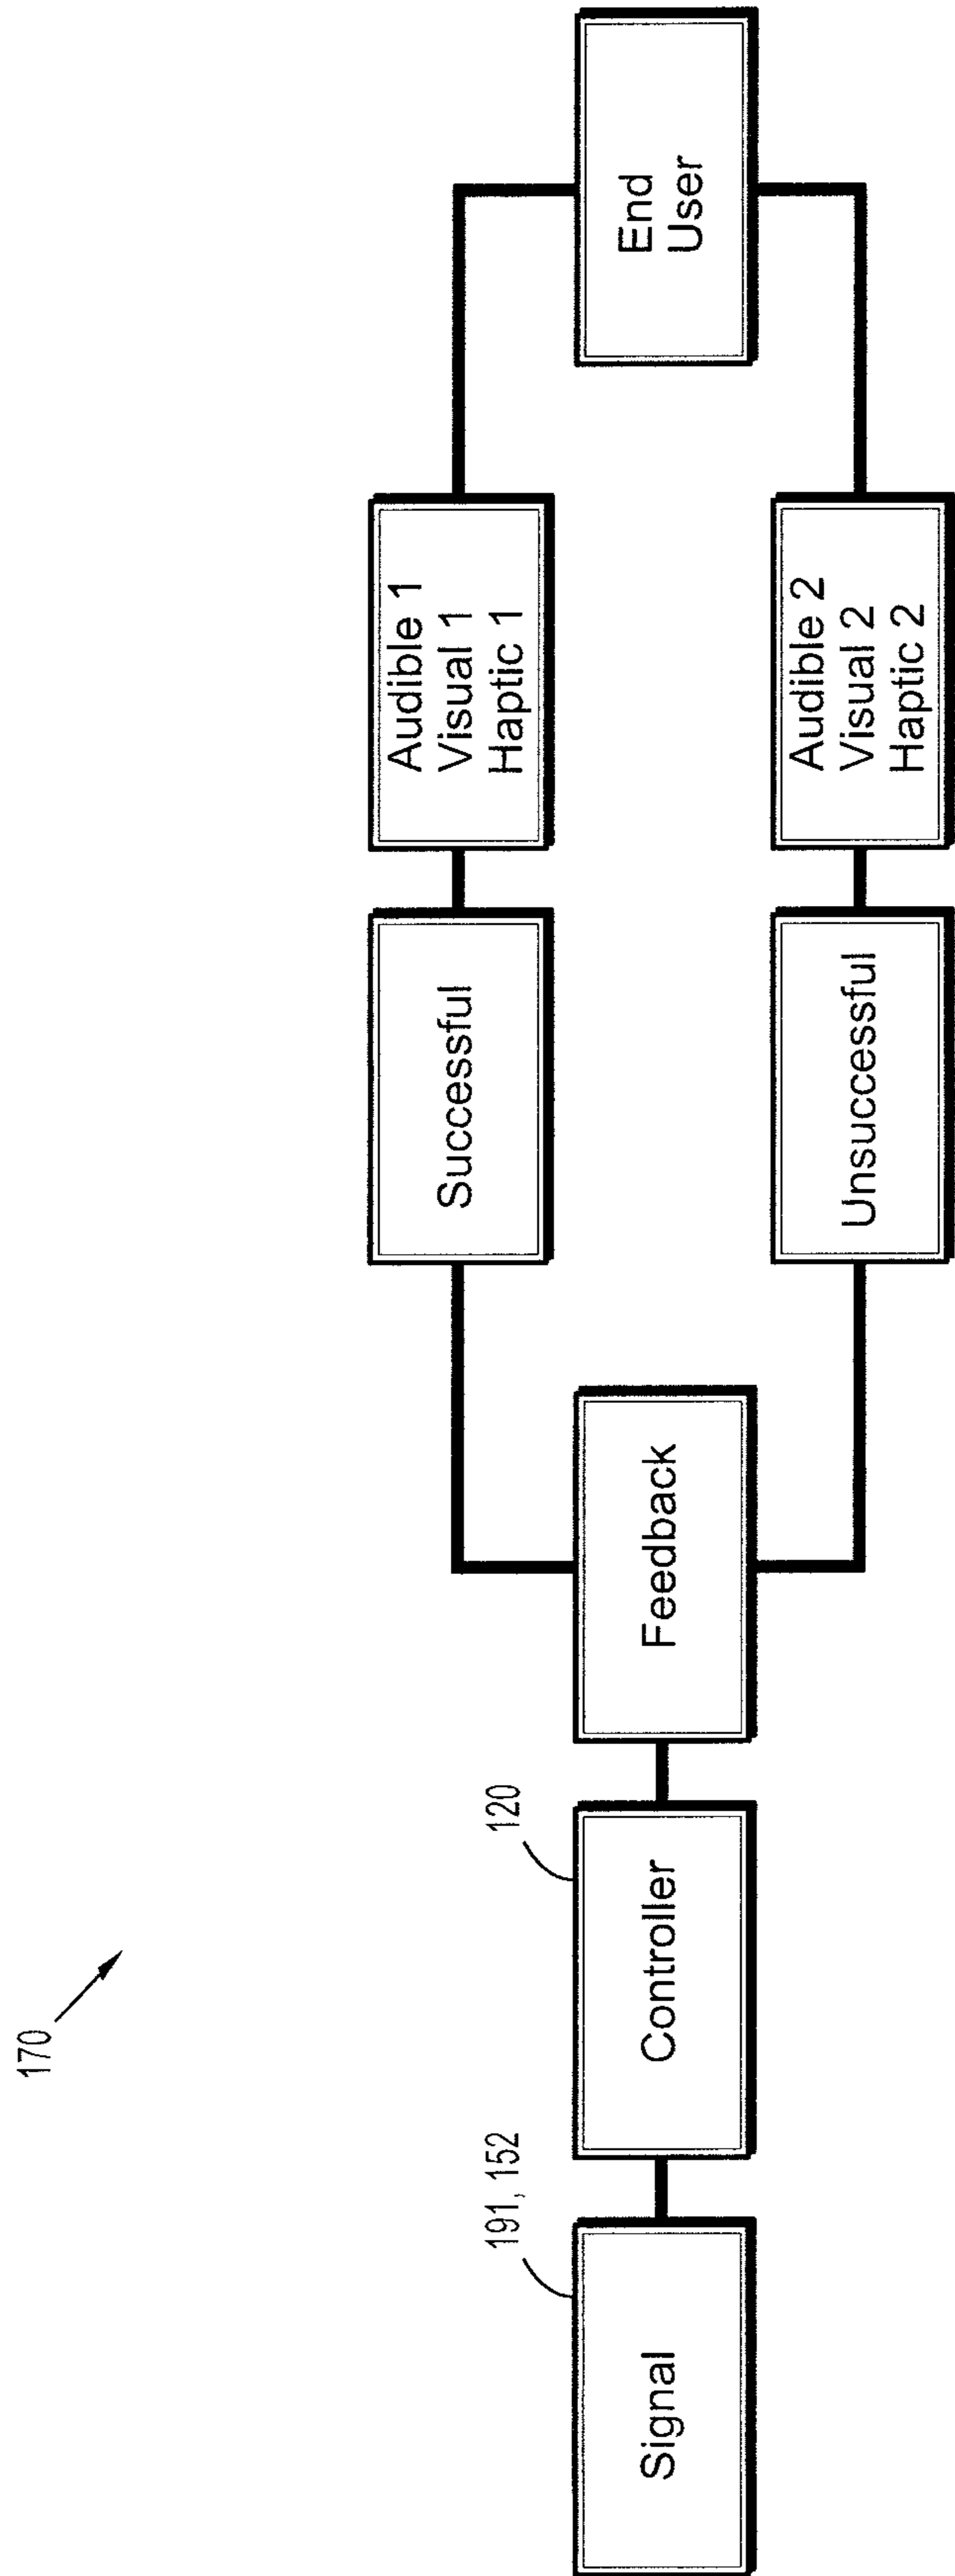 170
191, 152
Signal
120
Controller
Feedback
Successful
Audible 1
Visual 1
Haptic 1
Unsuccessful
Audible 2
Visual 2
Haptic 2
End
User